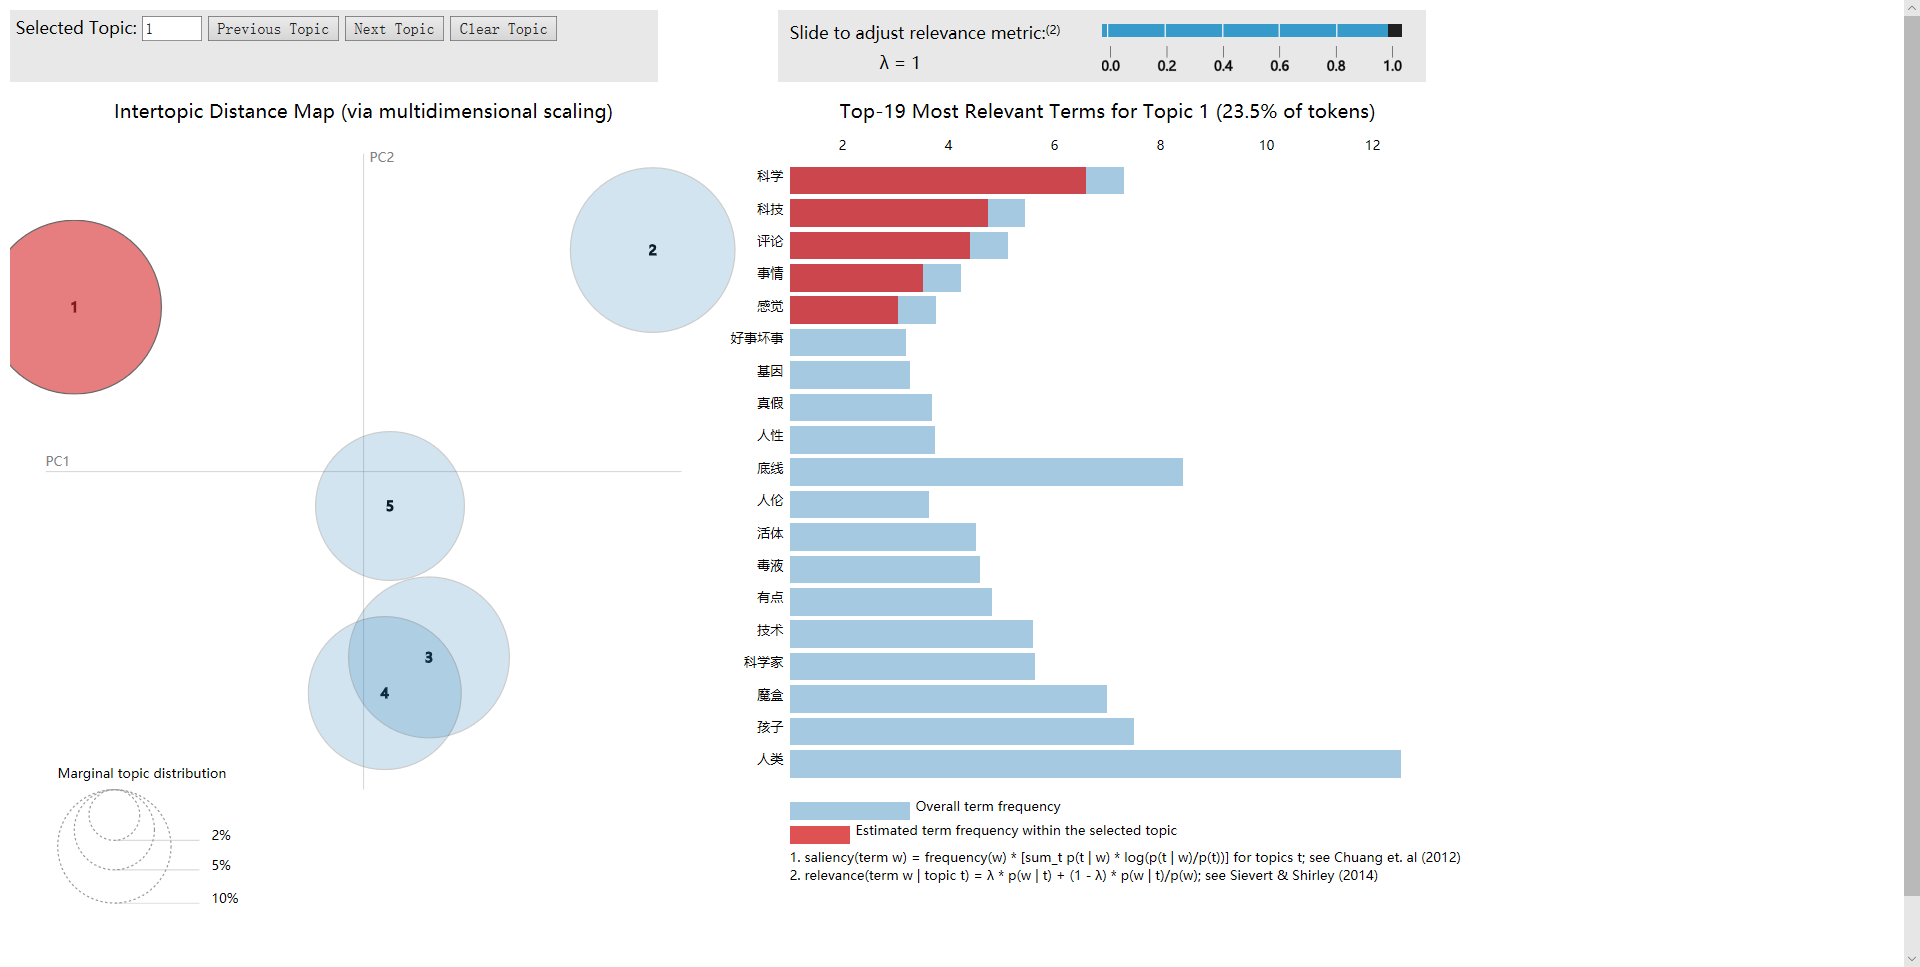 Selected Topic: 1 Previous Topic Next Topic Clear Topic
Slide to adjust relevance metric:(2)
λ = 1
0.0 0.2 0.4 0.6 0.8 1.0
Intertopic Distance Map (via multidimensional scaling)
PC2
PC1
1
2
5
3
4
Marginal topic distribution
2%
5%
10%
Top-19 Most Relevant Terms for Topic 1 (23.5% of tokens)
2 4 6 8 10 12
科学
科技
评论
事情
感觉
好事坏事
基因
真假
人性
底线
人伦
活体
毒液
有点
技术
科学家
魔盒
孩子
人类
Overall term frequency
Estimated term frequency within the selected topic
1. saliency(term w) = frequency(w) * [sum_t p(t | w) * log(p(t | w)/p(t))] for topics t; see Chuang et. al (2012)
2. relevance(term w | topic t) = λ * p(w | t) + (1 - λ) * p(w | t)/p(w); see Sievert & Shirley (2014)